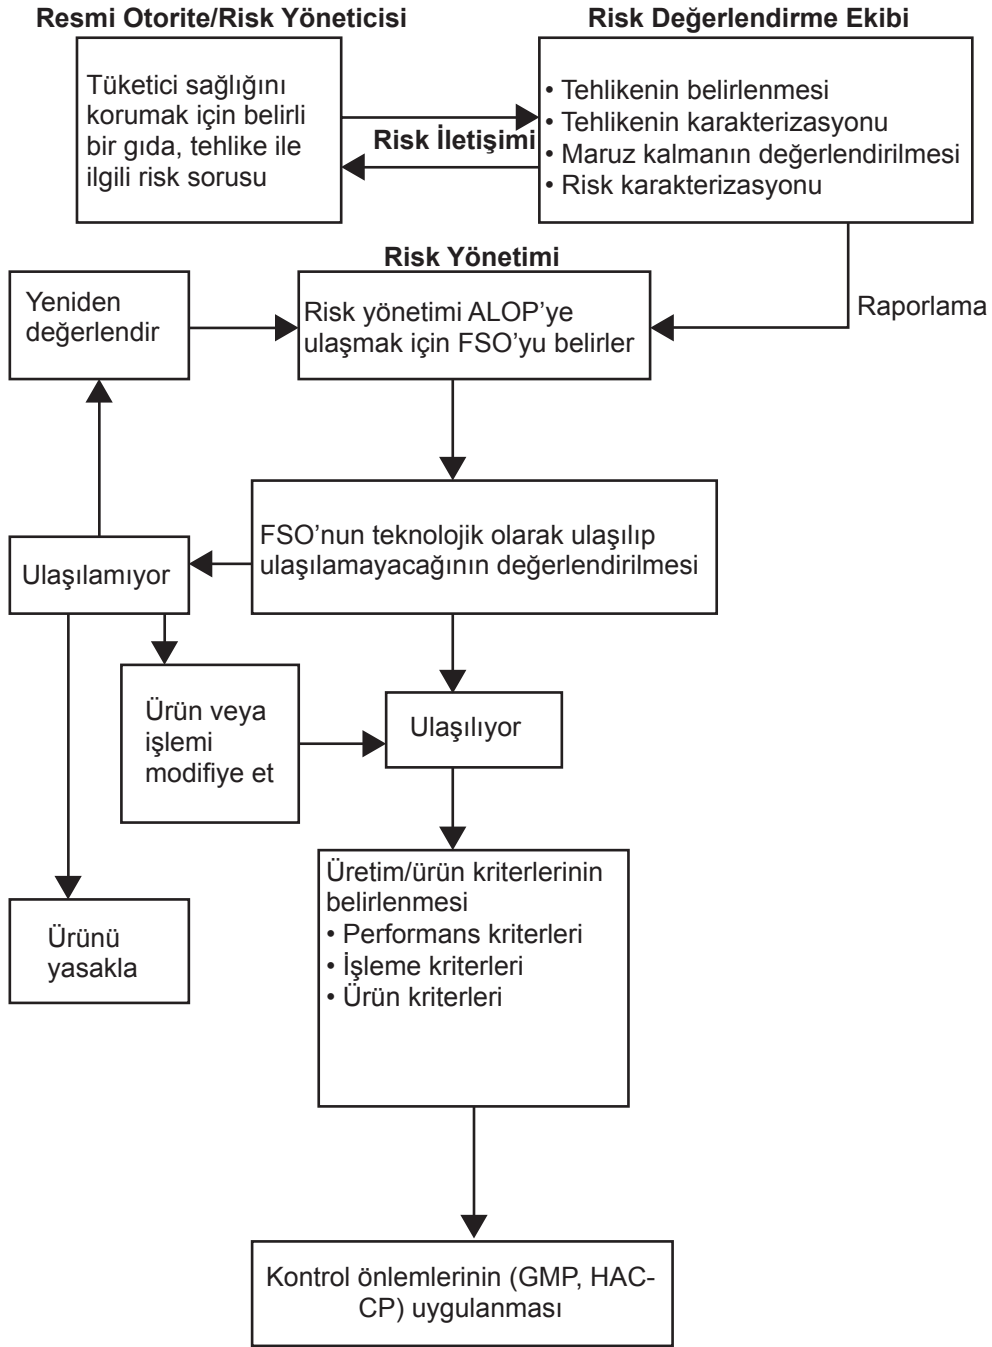 Resmi Otorite/Risk Yöneticisi
Risk Değerlendirme Ekibi
Tüketici sağlığını
korumak için belirli
bir gıda, tehlike ile
ilgili risk sorusu
Risk İletişimi
• Tehlikenin belirlenmesi
• Tehlikenin karakterizasyonu
• Maruz kalmanın değerlendirilmesi
• Risk karakterizasyonu
Risk Yönetimi
Yeniden
değerlendir
Risk yönetimi ALOP’ye
ulaşmak için FSO’yu belirler
Raporlama
FSO’nun teknolojik olarak ulaşılıp
ulaşılamayacağının değerlendirilmesi
Ulaşılamıyor
Ürün veya
işlemi
modifiye et
Ulaşılıyor
Üretim/ürün kriterlerinin
belirlenmesi
• Performans kriterleri
• İşleme kriterleri
• Ürün kriterleri
Ürünü
yasakla
Kontrol önlemlerinin (GMP, HAC-
CP) uygulanması